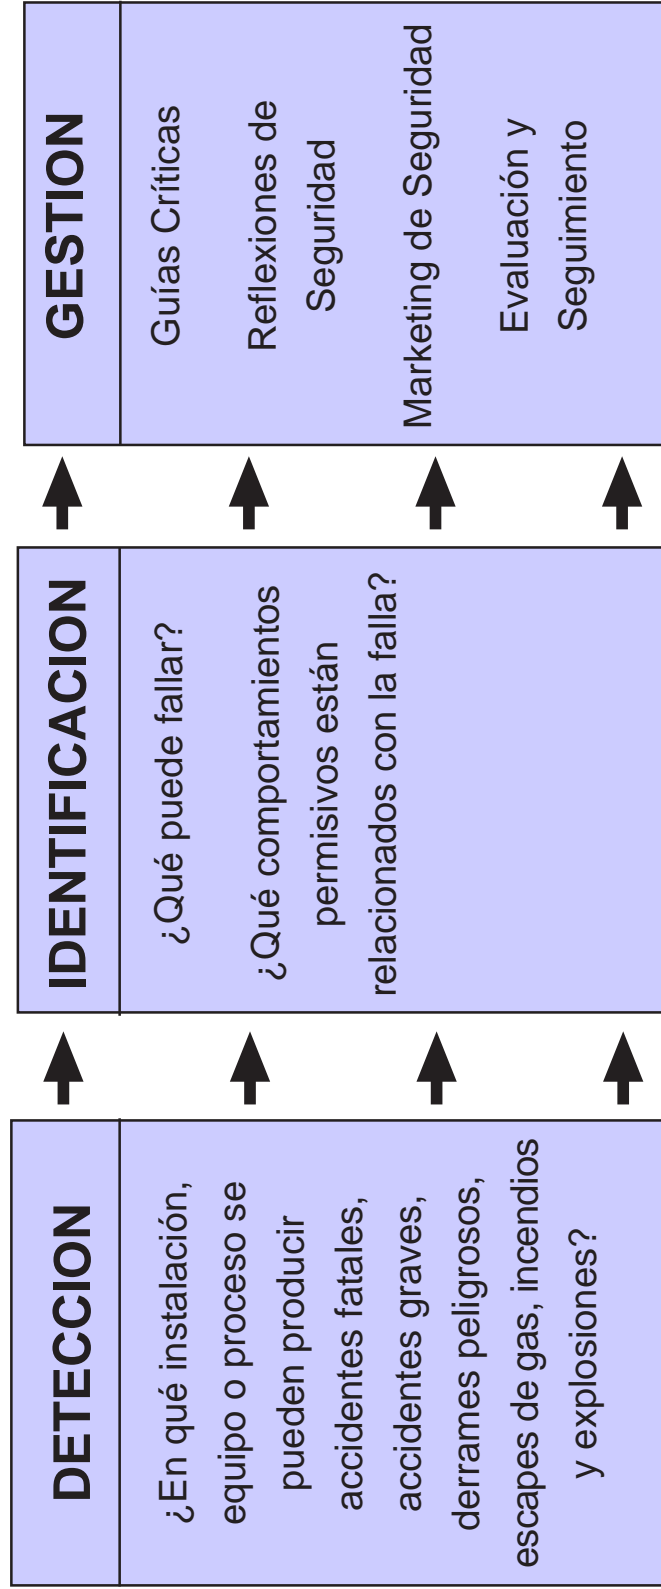 DETECCION
¿En qué instalación,
equipo o proceso se
pueden producir
accidentes fatales,
accidentes graves,
derrames peligrosos,
escapes de gas, incendios
y explosiones?
IDENTIFICACION
¿Qué puede fallar?
¿Qué comportamientos
permisivos están
relacionados con la falla?
GESTION
Guías Críticas
Reflexiones de
Seguridad
Marketing de Seguridad
Evaluación y
Seguimiento